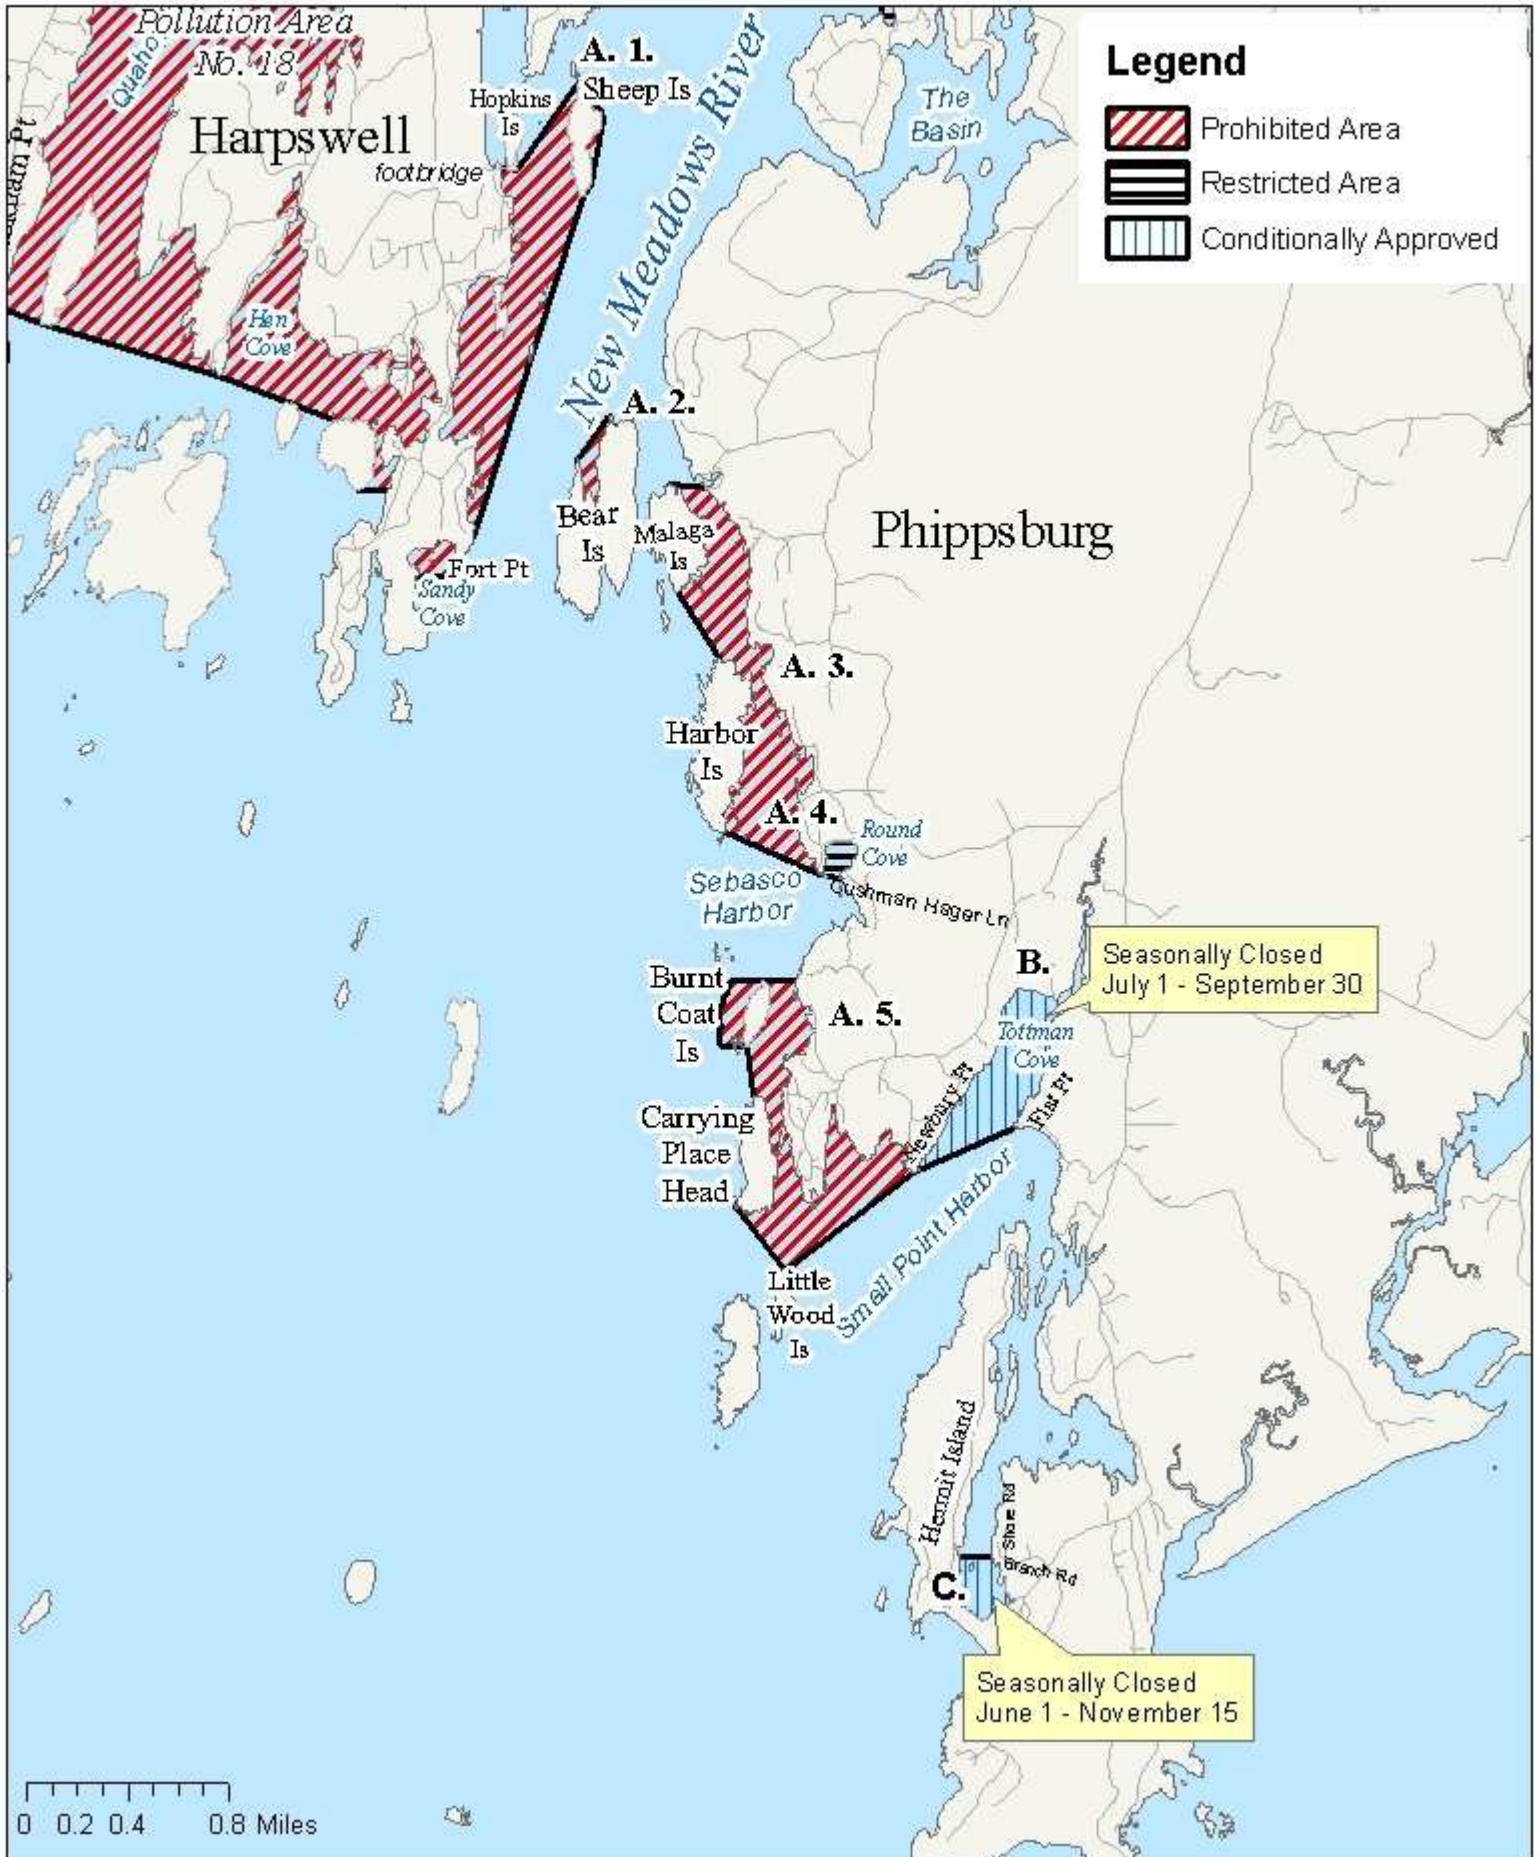 Pollution Area
No. 18
Quaho
A. 1.
Sheep Is
Hopkins
Is
footbridge
Harpswell
New Meadows River
The
Basin
Legend
Prohibited Area
Restricted Area
Conditionally Approved
Hen
Cove
A. 2.
Bear
Is
Malaga
Is
Phippsburg
Fort Pt
Sandy
Cove
A. 3.
Harbor
Is
A. 4.
Round
Cove
Sebasco
Harbor
Cushman Hager Ln
B.
Seasonally Closed
July 1 - September 30
Burnt
Coat
Is
A. 5.
Tottman
Cove
Newbury Pt
Flat Pt
Carrying
Place
Head
Small Point Harbor
Little
Wood
Is
Hermit Island
Shore Rd
Branch Rd
C.
Seasonally Closed
June 1 - November 15
0 0.2 0.4 0.8 Miles